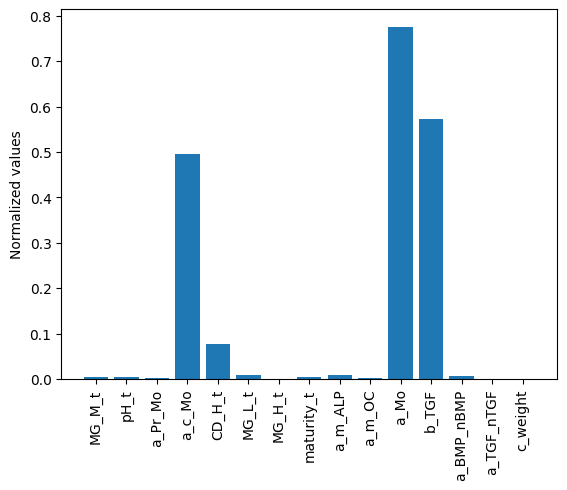 Normalized values
0.8
0.7
0.6
0.5
0.4
0.3
0.2
0.1
0.0
MG_M_t
pH_t
a_Pr_Mo
a_c_Mo
CD_H_t
MG_L_t
MG_H_t
maturity_t
a_m_ALP
a_m_OC
a_Mo
b_TGF
a_BMP_nBMP
a_TGF_nTGF
c_weight